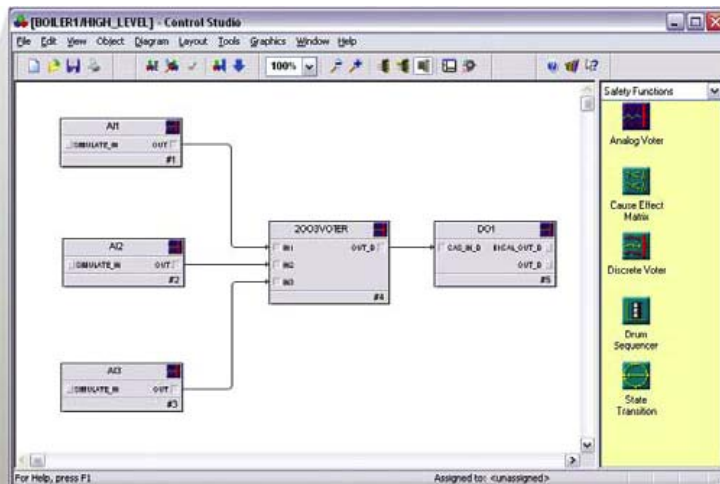 [BOILER1/HIGH_LEVEL] - Control Studio
File Edit View Object Diagram Layout Tools Graphics Window Help
100%
Safety Functions
AI1
SIMULATE_IN OUT
#1
AI2
SIMULATE_IN OUT
#2
AI3
SIMULATE_IN OUT
#3
2OO3VOTER
IN1 OUT_D
IN2
IN3
#4
DO1
CAS_IN_D BKCAL_OUT_D
OUT_D
#5
Analog Voter
Cause Effect
Matrix
Discrete Voter
Drum
Sequencer
State
Transition
For Help, press F1
Assigned to: <unassigned>